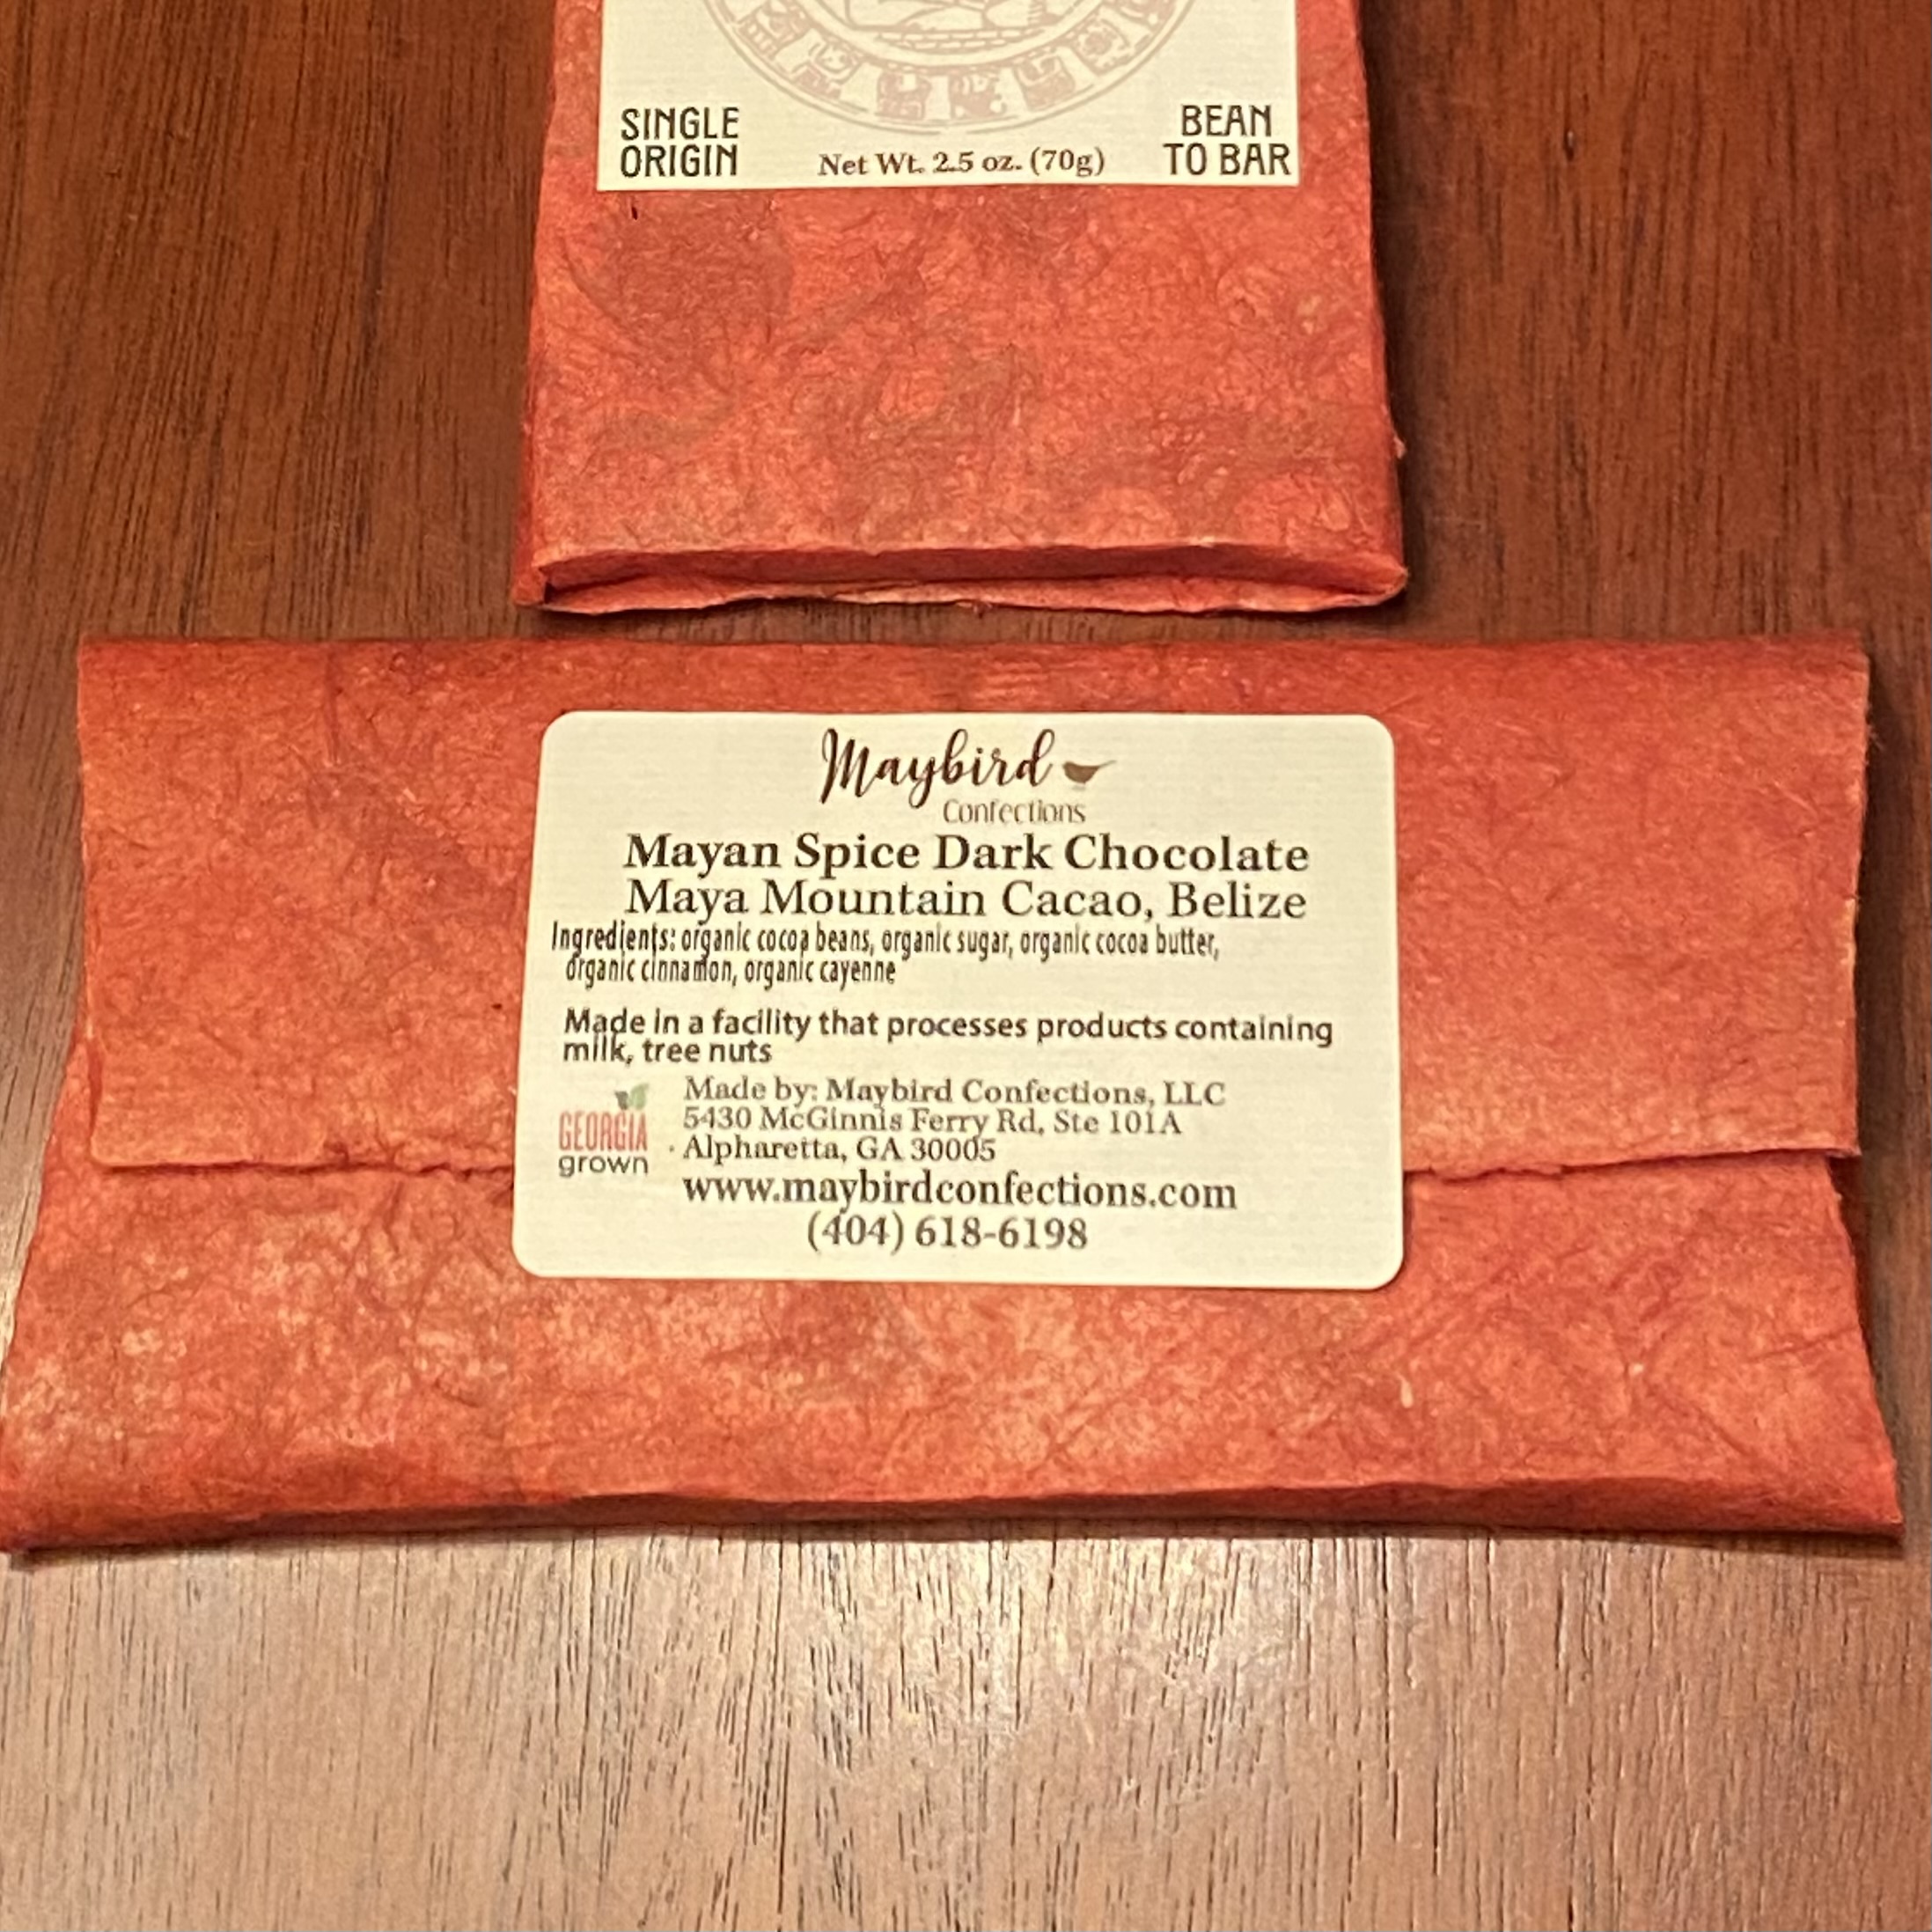 SINGLE
ORIGIN
Net Wt. 2.5 oz. (70g)
BEAN
TO BAR
Maybird
Confections
Mayan Spice Dark Chocolate
Maya Mountain Cacao, Belize
Ingredients: organic cocoa beans, organic sugar, organic cocoa butter,
organic cinnamon, organic cayenne
Made in a facility that processes products containing
milk, tree nuts
GEORGIA
grown
Made by: Maybird Confections, LLC
5430 McGinnis Ferry Rd, Ste 101A
Alpharetta, GA 30005
www.maybirdconfections.com
(404) 618-6198